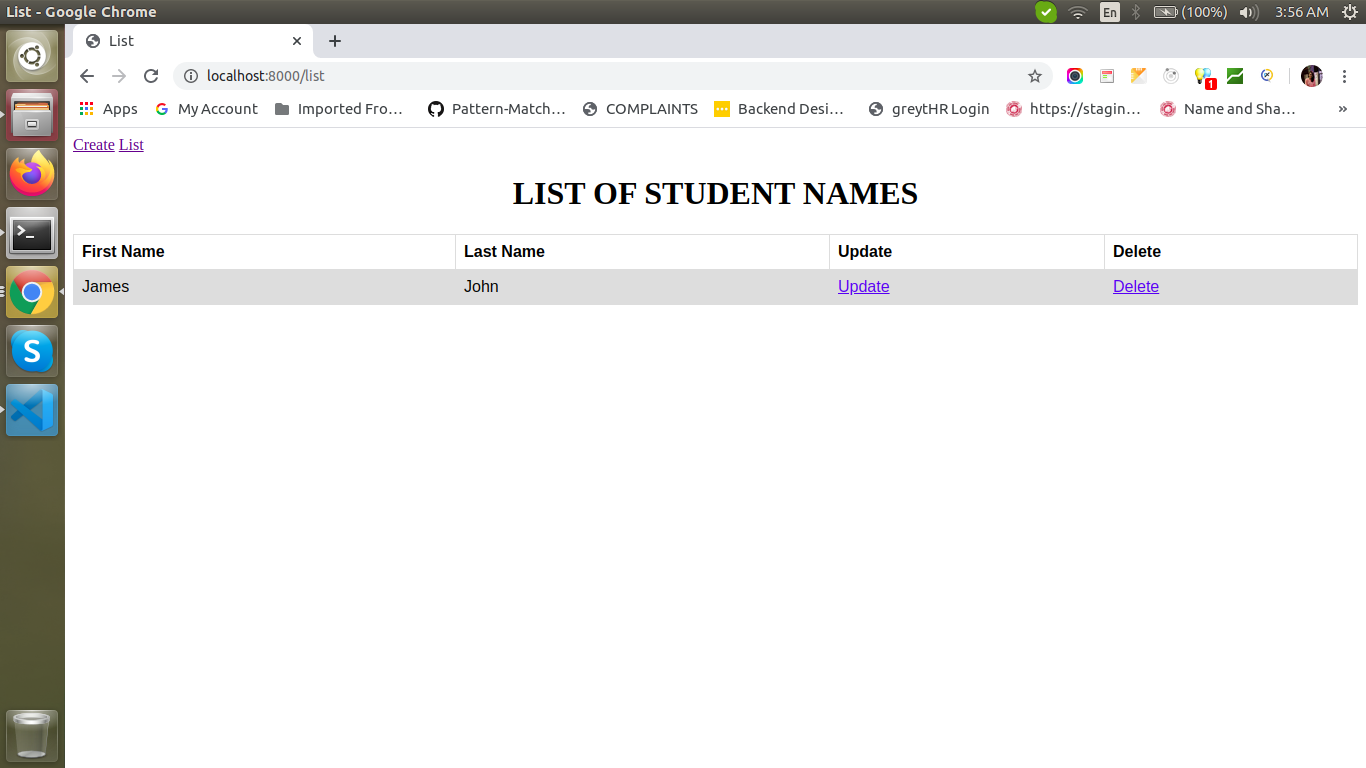 List - Google Chrome En (100%) 3:56 AM
List
localhost:8000/list 1
Apps My Account Imported Fro... Pattern-Match... COMPLAINTS Backend Desi... greytHR Login https://stagin... Name and Sha... »
Create List
LIST OF STUDENT NAMES
First Name Last Name Update Delete
James John Update Delete